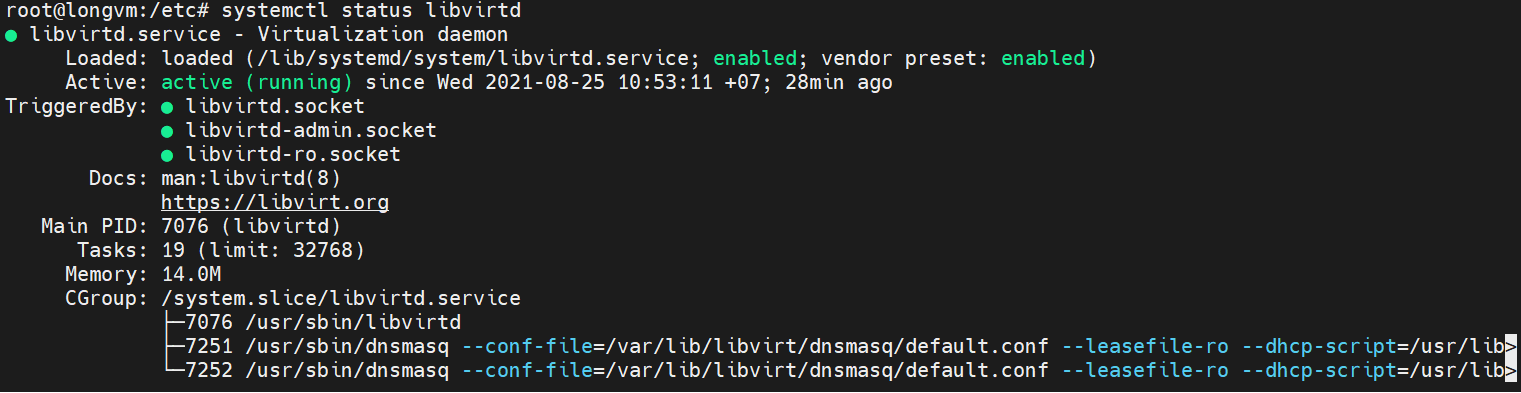 root@longvm:/etc# systemctl status libvirtd
● libvirtd.service - Virtualization daemon
     Loaded: loaded (/lib/systemd/system/libvirtd.service; enabled; vendor preset: enabled)
     Active: active (running) since Wed 2021-08-25 10:53:11 +07; 28min ago
TriggeredBy: ● libvirtd.socket
             ● libvirtd-admin.socket
             ● libvirtd-ro.socket
       Docs: man:libvirtd(8)
             https://libvirt.org
   Main PID: 7076 (libvirtd)
      Tasks: 19 (limit: 32768)
     Memory: 14.0M
     CGroup: /system.slice/libvirtd.service
             ├─7076 /usr/sbin/libvirtd
             ├─7251 /usr/sbin/dnsmasq --conf-file=/var/lib/libvirt/dnsmasq/default.conf --leasefile-ro --dhcp-script=/usr/lib>
             └─7252 /usr/sbin/dnsmasq --conf-file=/var/lib/libvirt/dnsmasq/default.conf --leasefile-ro --dhcp-script=/usr/lib>